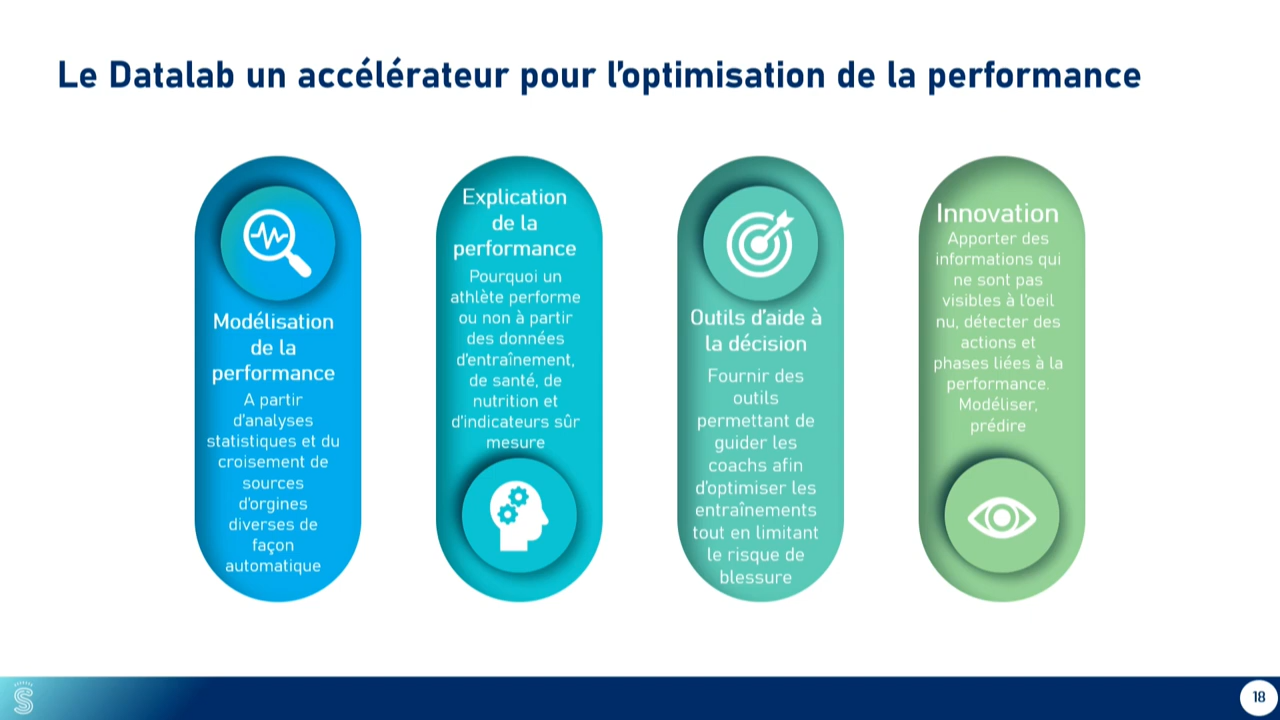 Le Datalab un accélérateur pour l'optimisation de la performance
Modélisation
de la
performance
A partir
d'analyses
statistiques et du
croisement de
sources
d'orgines
diverses de
façon
automatique
Explication
de la
performance
Pourquoi un
athlète performe
ou non à partir
des données
d'entraînement,
de santé, de
nutrition et
d'indicateurs sûr
mesure
Outils d'aide à
la décision
Fournir des
outils
permettant de
guider les
coachs afin
d'optimiser les
entraînements
tout en limitant
le risque de
blessure
Innovation
Apporter des
informations qui
ne sont pas
visibles à l'oeil
nu, détecter des
actions et
phases liées à la
performance.
Modéliser,
prédire
S
18